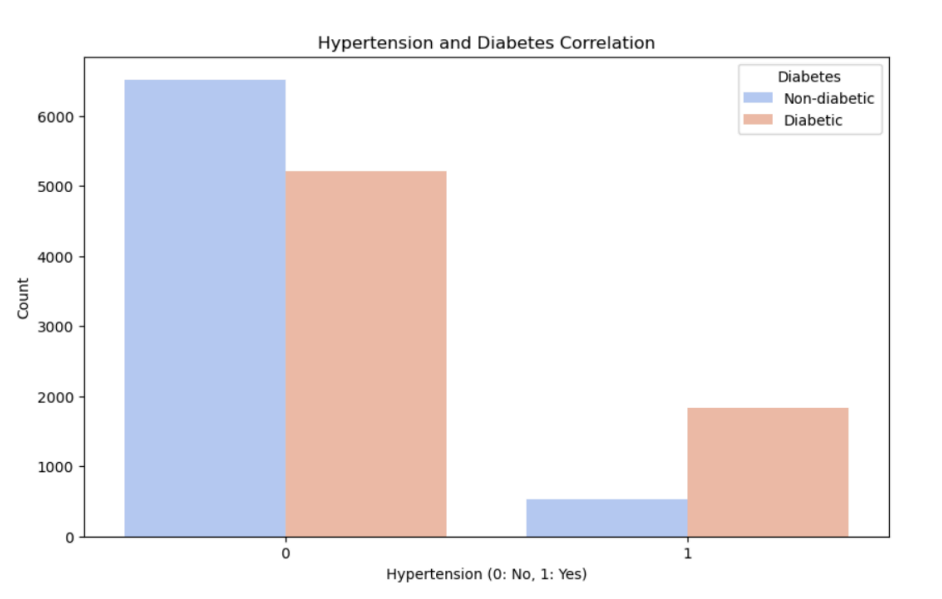 Hypertension and Diabetes Correlation
Diabetes
Non-diabetic
Diabetic
6000
5000
4000
3000
2000
1000
0
Count
0 1
Hypertension (0: No, 1: Yes)